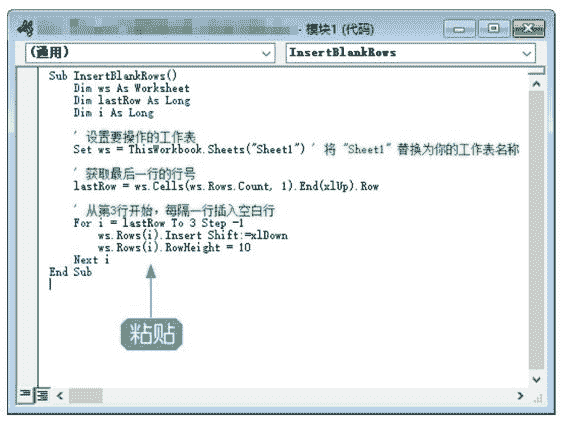 - 模块1 (代码)
(通用) InsertBlankRows
Sub InsertBlankRows()
Dim ws As Worksheet
Dim lastRow As Long
Dim i As Long
' 设置要操作的工作表
Set ws = ThisWorkbook.Sheets("Sheet1") ' 将 "Sheet1" 替换为你的工作表名称
' 获取最后一行的行号
lastRow = ws.Cells(ws.Rows.Count, 1).End(xlUp).Row
' 从第3行开始，每隔一行插入空白行
For i = lastRow To 3 Step -1
ws.Rows(i).Insert Shift:=xlDown
ws.Rows(i).RowHeight = 10
Next i
End Sub
粘贴